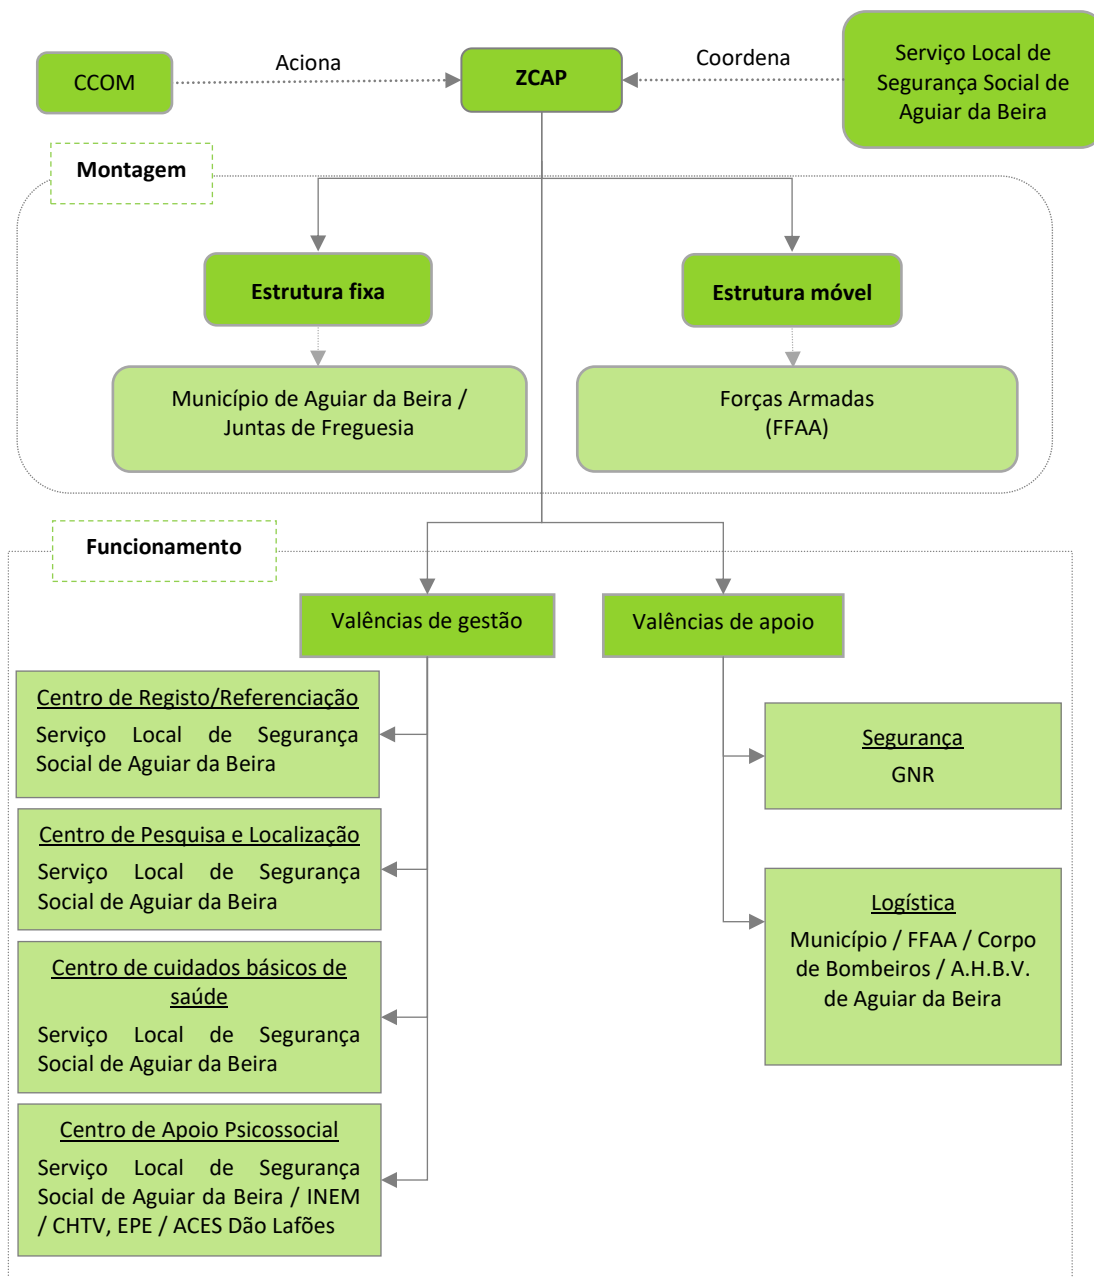 CCOM
Aciona
ZCAP
Coordena
Serviço Local de
Segurança Social de
Aguiar da Beira
Montagem
Estrutura fixa
Estrutura móvel
Município de Aguiar da Beira /
Juntas de Freguesia
Forças Armadas
(FFAA)
Funcionamento
Valências de gestão
Valências de apoio
Centro de Registo/Referenciação
Serviço Local de Segurança
Social de Aguiar da Beira
Centro de Pesquisa e Localização
Serviço Local de Segurança
Social de Aguiar da Beira
Centro de cuidados básicos de
saúde
Serviço Local de Segurança
Social de Aguiar da Beira
Centro de Apoio Psicossocial
Serviço Local de Segurança
Social de Aguiar da Beira / INEM
/ CHTV, EPE / ACES Dão Lafões
Segurança
GNR
Logística
Município / FFAA / Corpo
de Bombeiros / A.H.B.V.
de Aguiar da Beira